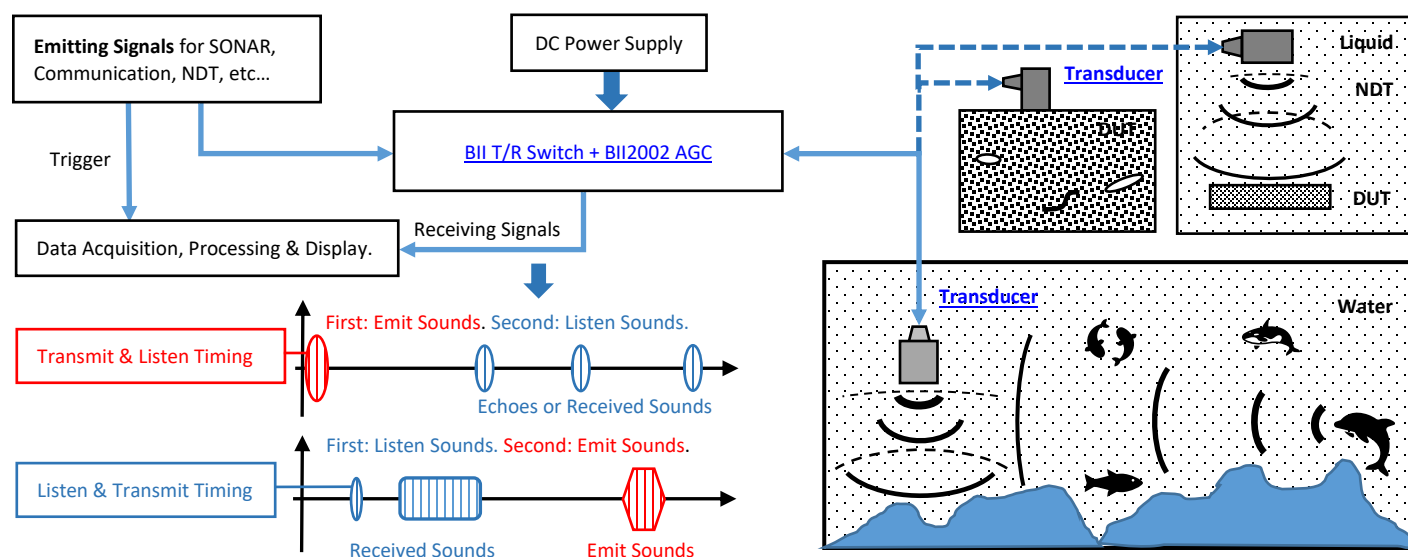 Emitting Signals for SONAR,
Communication, NDT, etc…
DC Power Supply
Trigger
BII T/R Switch + BII2002 AGC
Receiving Signals
Data Acquisition, Processing & Display.
Transducer
DUT
Liquid
NDT
DUT
First: Emit Sounds. Second: Listen Sounds.
Transmit & Listen Timing
Echoes or Received Sounds
First: Listen Sounds. Second: Emit Sounds.
Listen & Transmit Timing
Received Sounds
Emit Sounds
Transducer
Water